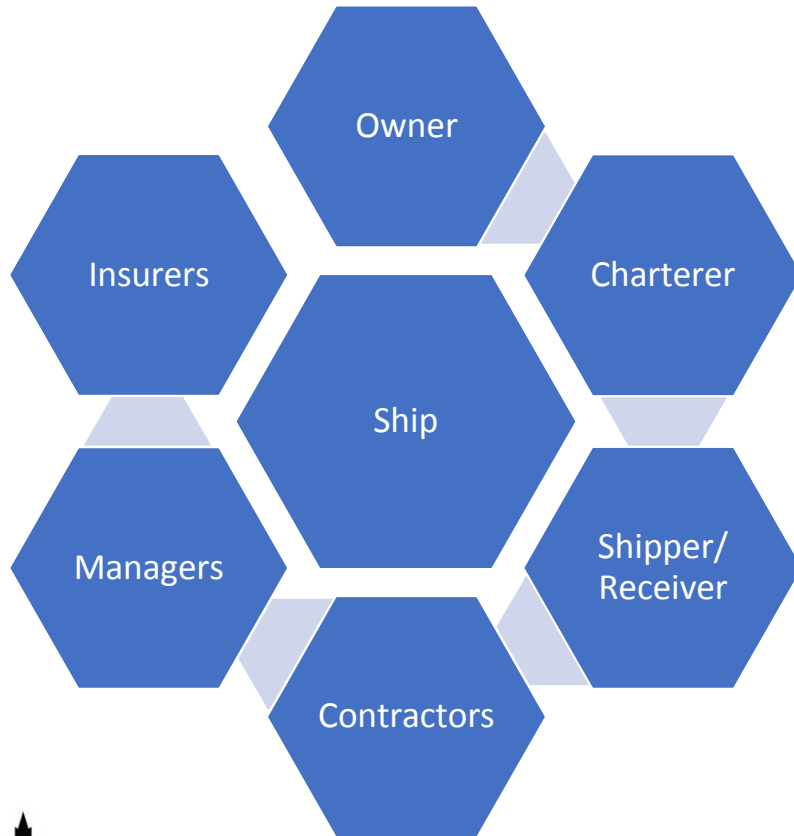 Owner
Insurers
Charterer
Ship
Managers
Shipper/
Receiver
Contractors